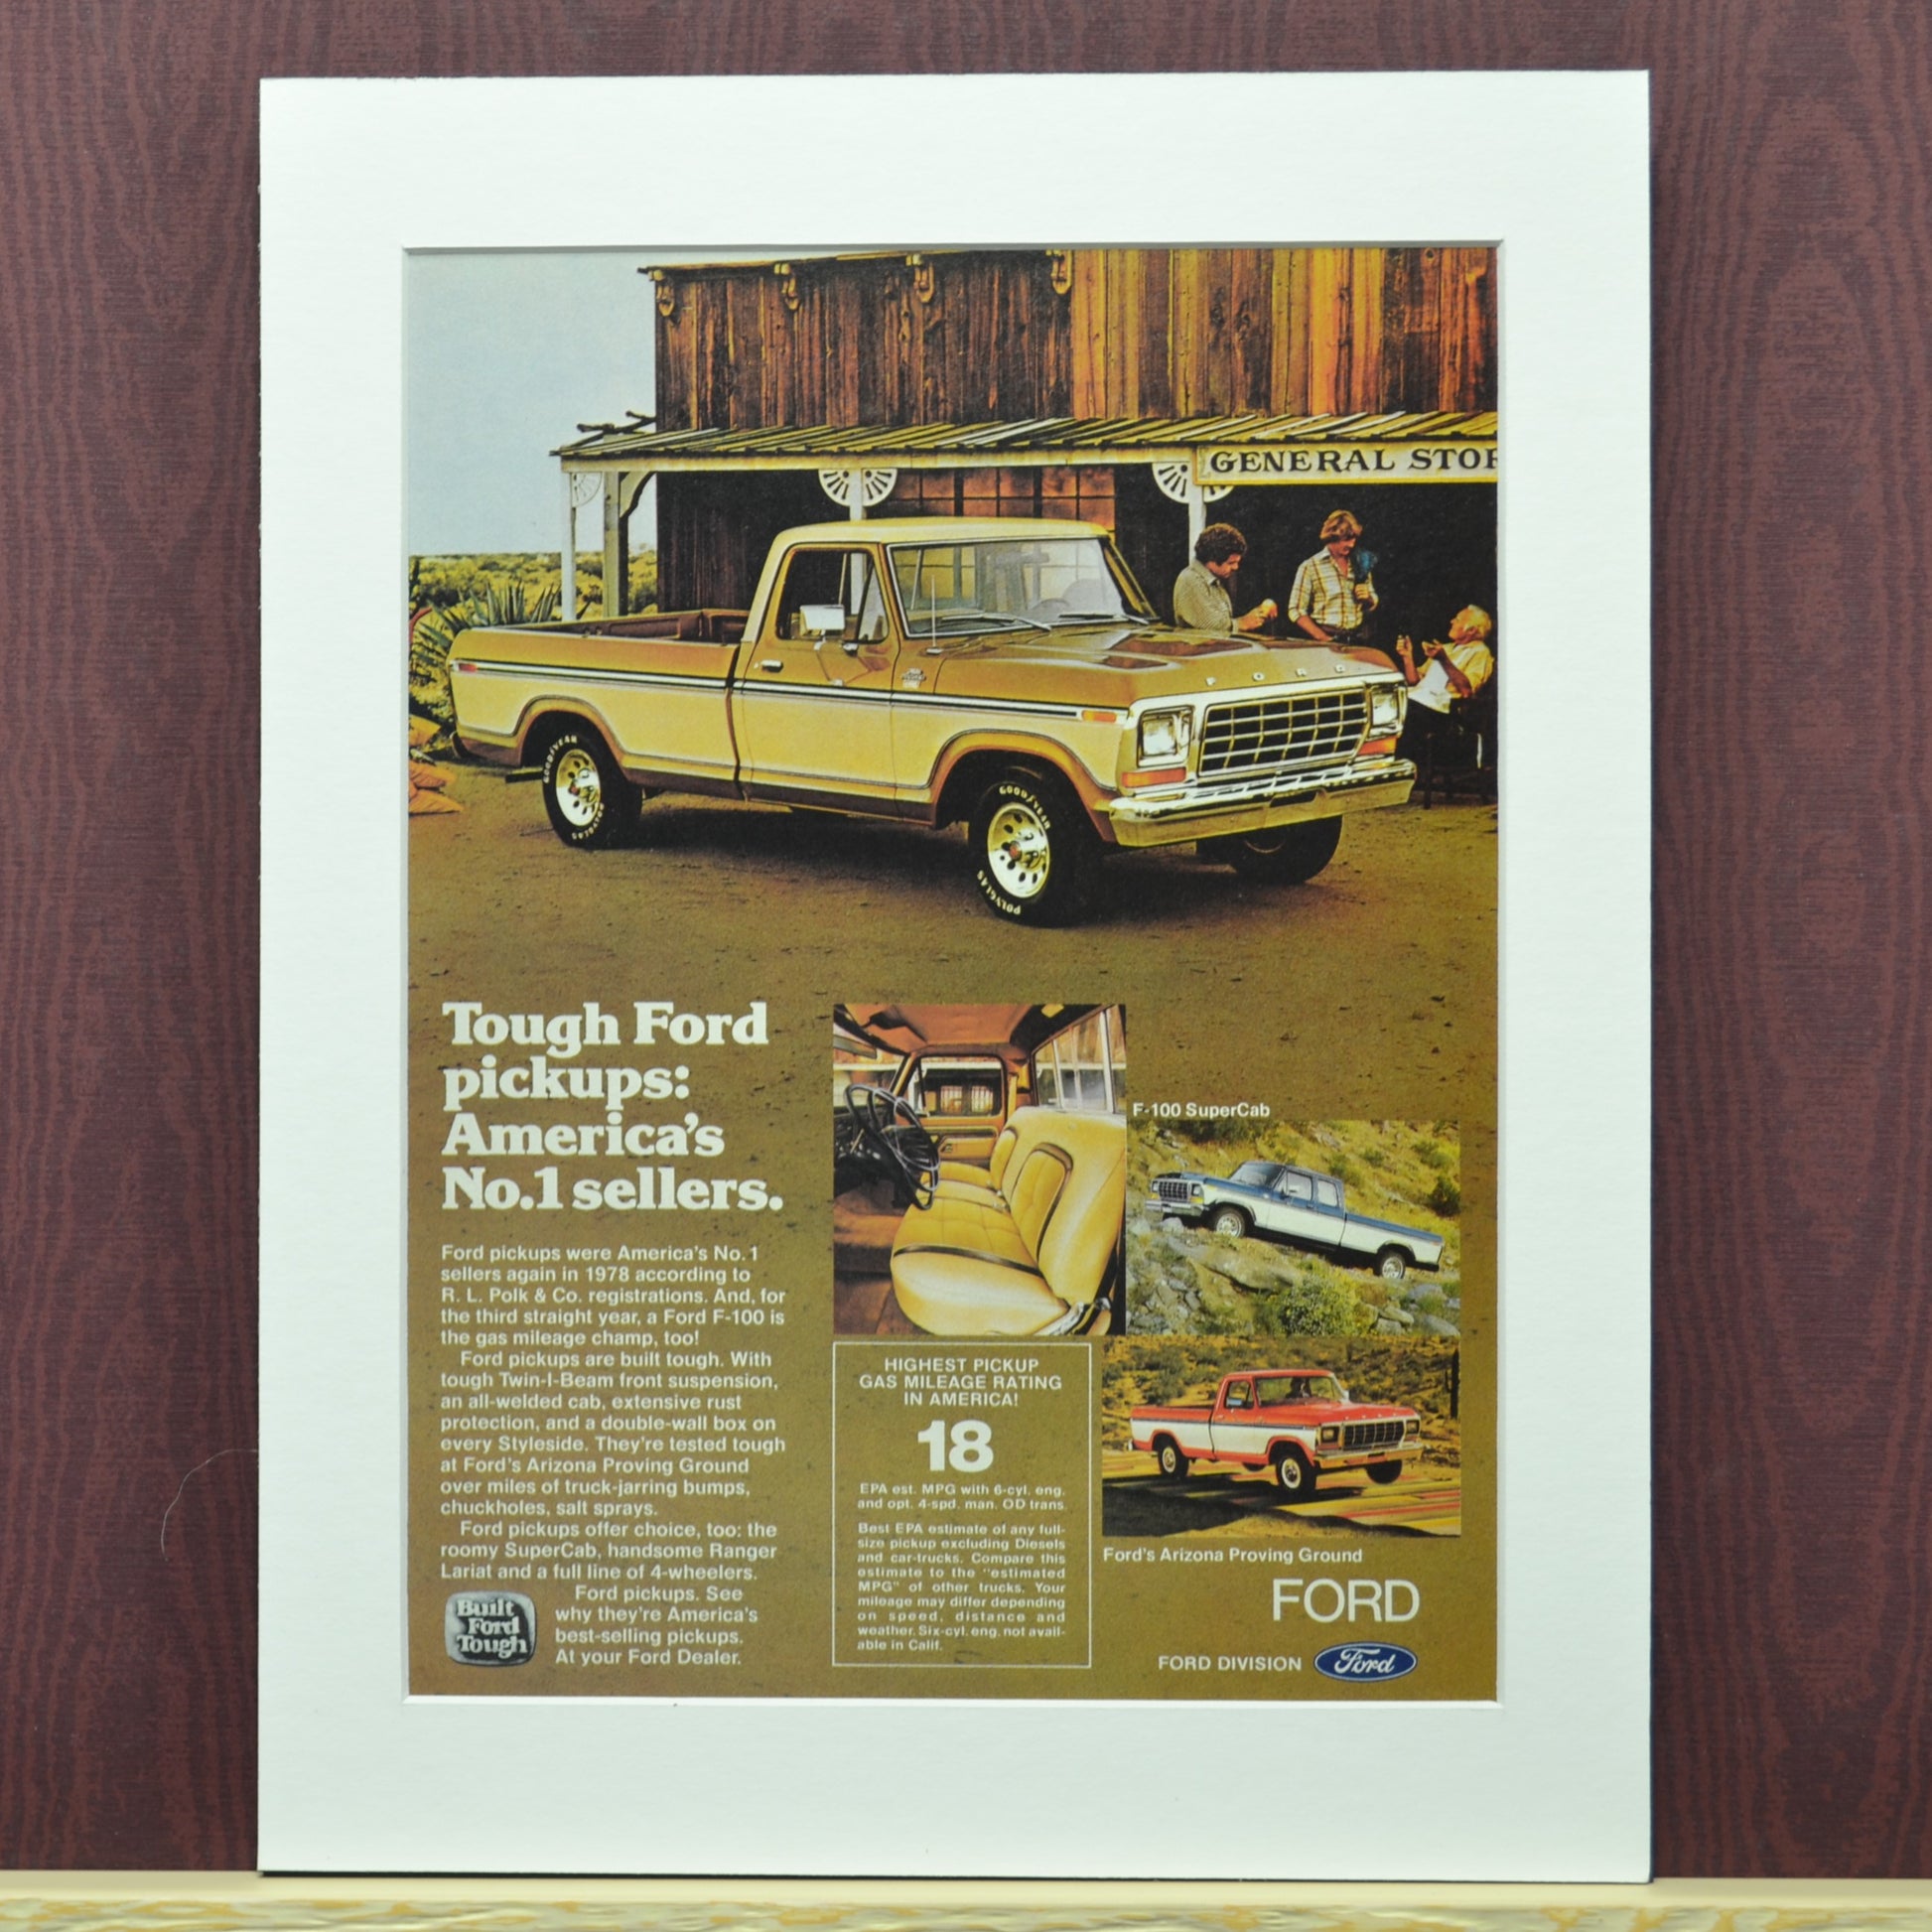 GENERAL STOR
FORD
GOODYEAR
POLYGLAS
GOODYEAR
POLYGLAS
Tough Ford
pickups:
America's
No.1 sellers.
Ford pickups were America's No. 1
sellers again in 1978 according to
R. L. Polk & Co. registrations. And, for
the third straight year, a Ford F-100 is
the gas mileage champ, too!
Ford pickups are built tough. With
tough Twin-I-Beam front suspension,
an all-welded cab, extensive rust
protection, and a double-wall box on
every Styleside. They're tested tough
at Ford's Arizona Proving Ground
over miles of truck-jarring bumps,
chuckholes, salt sprays.
Ford pickups offer choice, too: the
roomy SuperCab, handsome Ranger
Lariat and a full line of 4-wheelers.
Ford pickups. See
why they're America's
best-selling pickups.
At your Ford Dealer.
Built
Ford
Tough
HIGHEST PICKUP
GAS MILEAGE RATING
IN AMERICA!
18
EPA est. MPG with 6-cyl. eng.
and opt. 4-spd. man. OD trans.
Best EPA estimate of any full-
size pickup excluding Diesels
and car-trucks. Compare this
estimate to the "estimated
MPG" of other trucks. Your
mileage may differ depending
on speed, distance and
weather. Six-cyl. eng. not avail-
able in Calif.
F-100 SuperCab
Ford's Arizona Proving Ground
FORD
FORD DIVISION
Ford